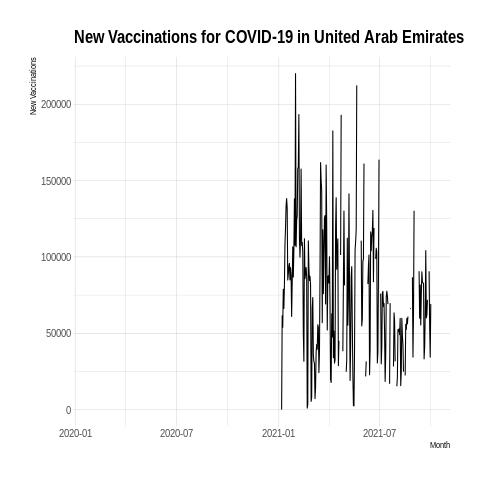 New Vaccinations for COVID-19 in United Arab Emirates
New Vaccinations
200000
150000
100000
50000
0
2020-01 2020-07 2021-01 2021-07
Month